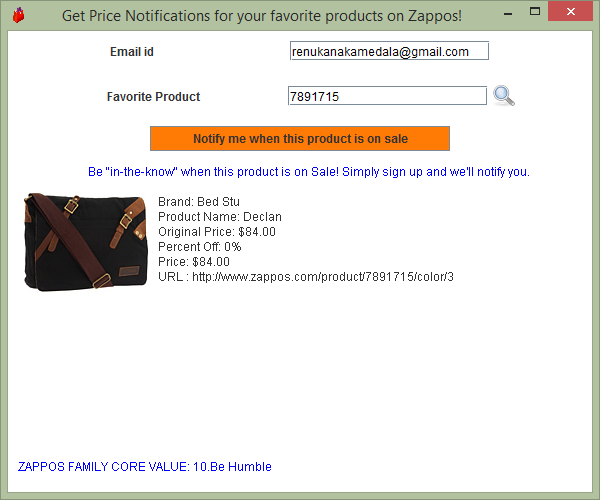 Get Price Notifications for your favorite products on Zappos!
Email id
renukanakamedala@gmail.com
Favorite Product
7891715
Notify me when this product is on sale
Be "in-the-know" when this product is on Sale! Simply sign up and we'll notify you.
Brand: Bed Stu
Product Name: Declan
Original Price: $84.00
Percent Off: 0%
Price: $84.00
URL : http://www.zappos.com/product/7891715/color/3
ZAPPOS FAMILY CORE VALUE: 10.Be Humble